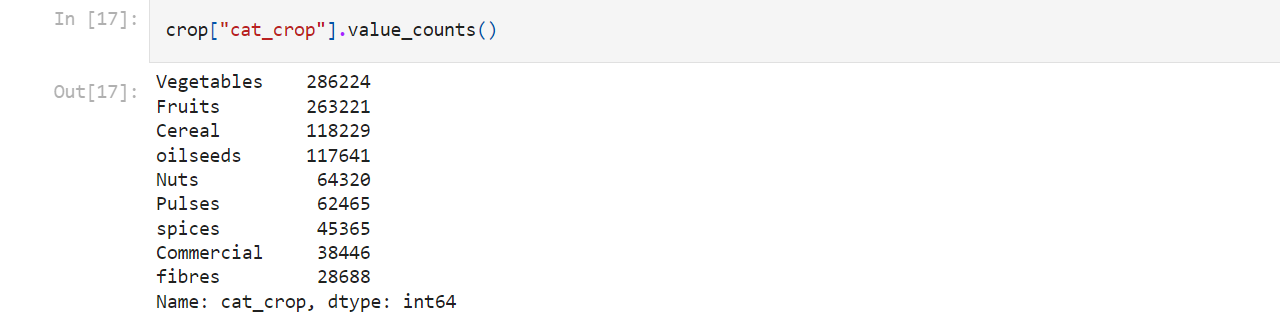 In [17]: crop["cat_crop"].value_counts()
Out[17]: Vegetables    286224
Fruits        263221
Cereal        118229
oilseeds      117641
Nuts           64320
Pulses         62465
spices         45365
Commercial     38446
fibres         28688
Name: cat_crop, dtype: int64